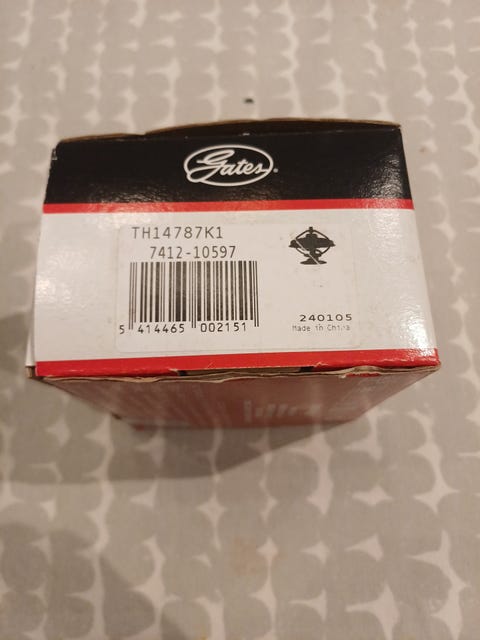 Gates
TH14787K1
7412-10597
5 414465 002151
240105
Made in China